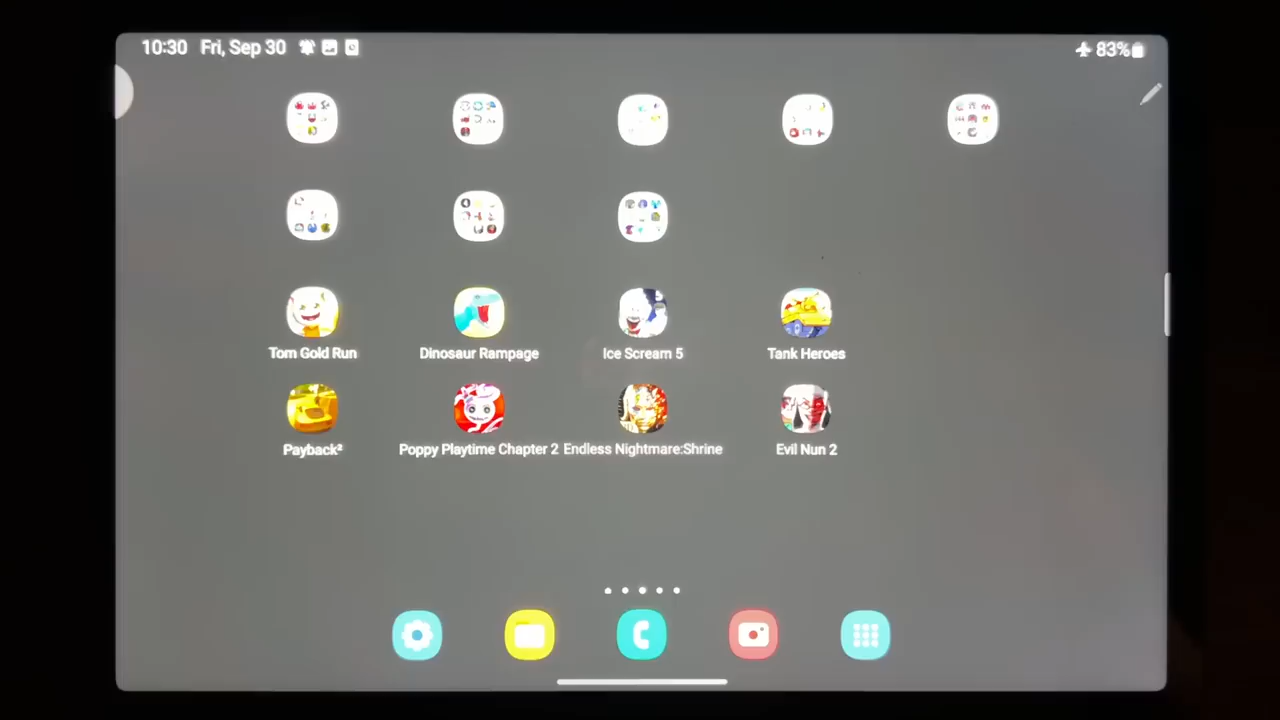 10:30 Fri, Sep 30
83%
Tom Gold Run
Dinosaur Rampage
Ice Scream 5
Tank Heroes
Payback²
Poppy Playtime Chapter 2
Endless Nightmare:Shrine
Evil Nun 2